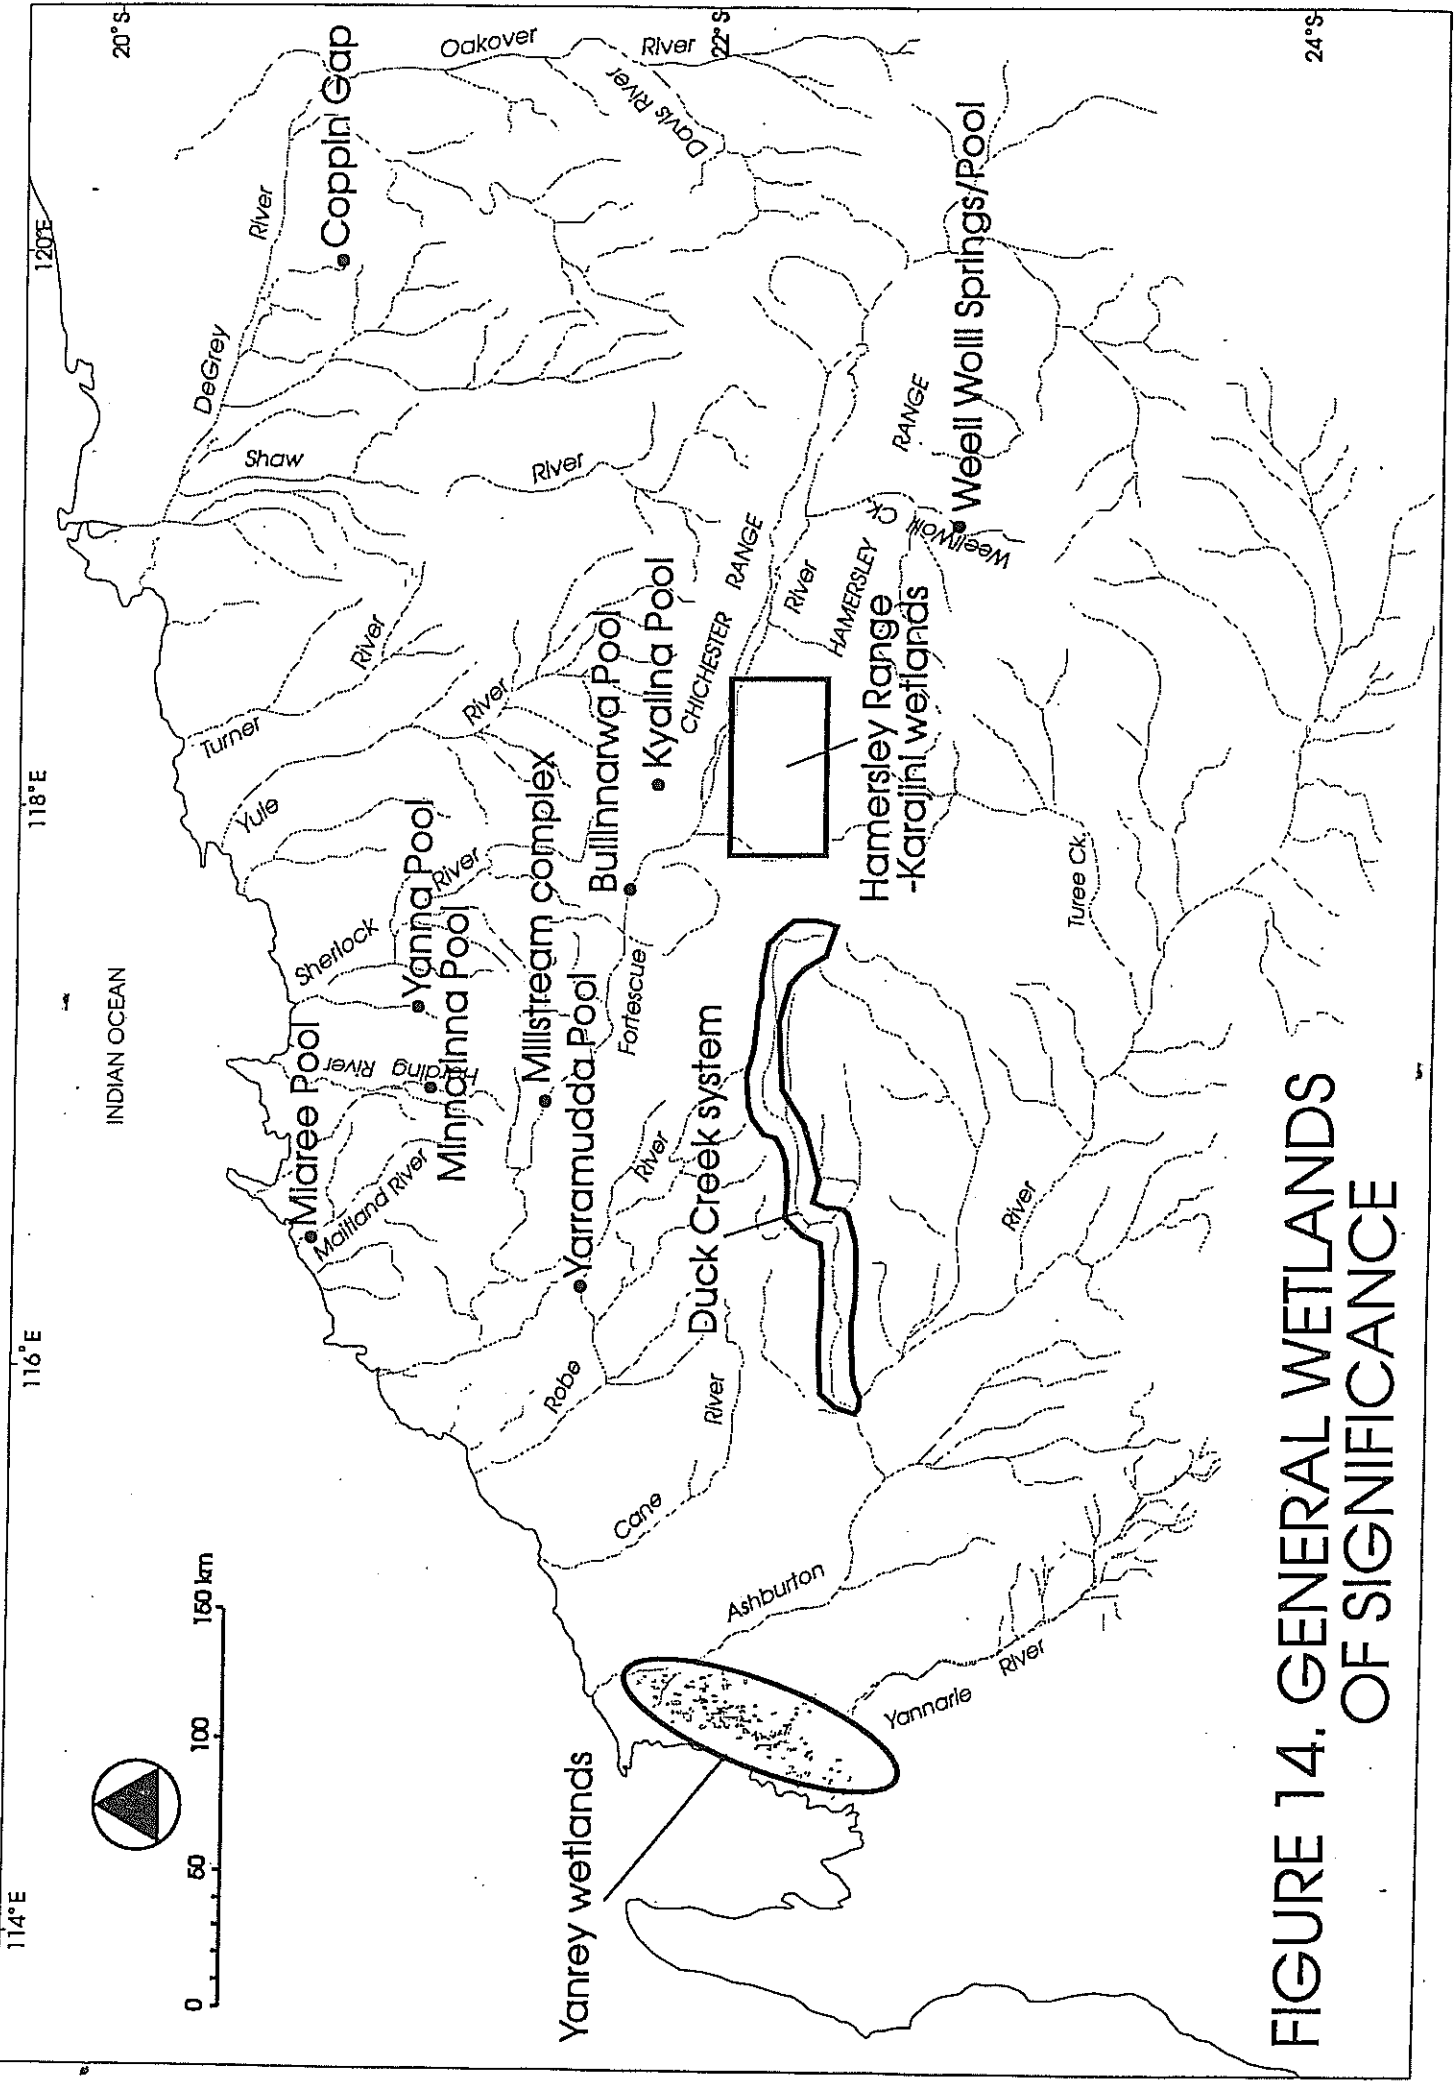 114°E
116°E
118°E
120°E
20°S
22°S
24°S
0
50
100
150 km
INDIAN OCEAN
Yanrey wetlands
Yannarie
River
Ashburton
River
Cane
River
Robe
River
Maitland River
Miaree Pool
Harding River
Minnainna Pool
Sherlock
River
Yanna Pool
Millstream complex
Yarramudda Pool
Fortescue
River
Bulinnarwa Pool
Kyalina Pool
Yule
River
Turner
River
Shaw
River
DeGrey
River
Coppin Gap
Oakover
River
Davis River
CHICHESTER RANGE
HAMERSLEY
RANGE
Weeli Wolli Ck
Weeli Wolli Springs/Pool
Hamersley Range
-Karajini wetlands
Duck Creek system
Turee Ck.
FIGURE 14. GENERAL WETLANDS
OF SIGNIFICANCE